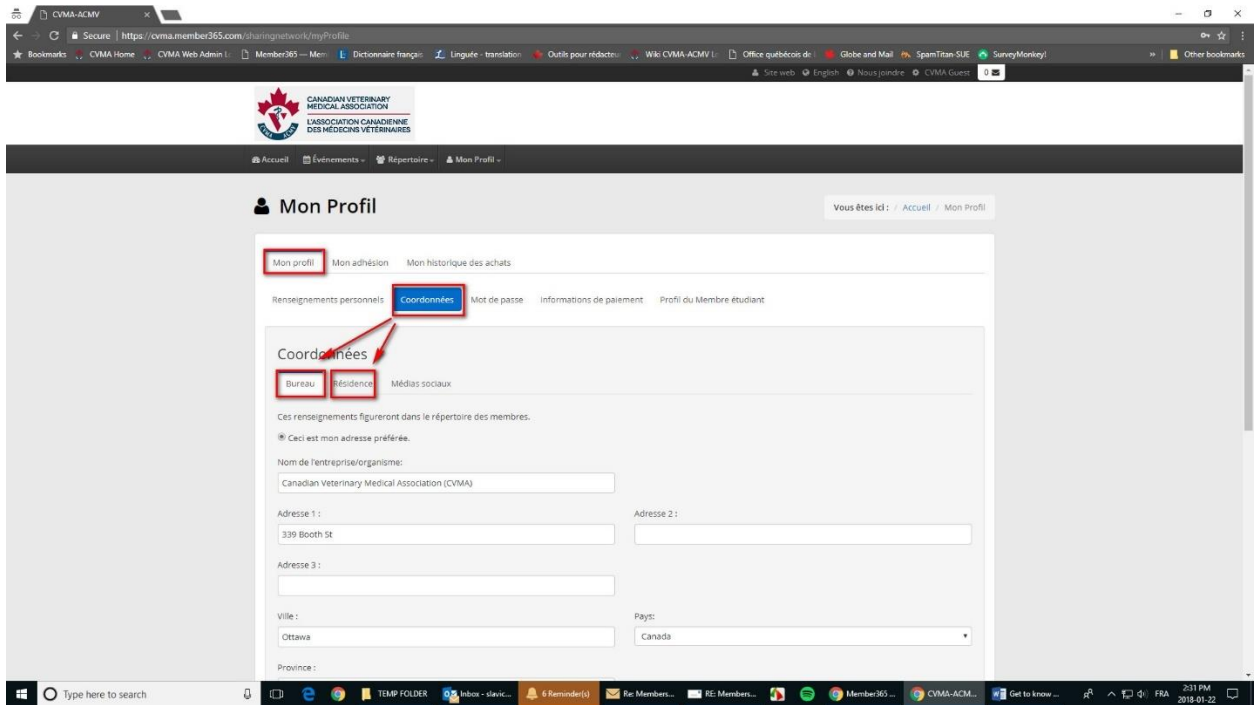 CVMA-ACMV
Secure | https://cvma.member365.com/sharingnetwork/myProfile
Bookmarks CVMA Home CVMA Web Admin Lo Member365 — Mem Dictionnaire français Linguée - translation Outils pour rédacteu Wiki CVMA-ACMV Lo Office québécois de l Globe and Mail SpamTitan-SUE SurveyMonkey! » Other bookmarks
Site web English Nous joindre CVMA Guest 0
CANADIAN VETERINARY
MEDICAL ASSOCIATION
L'ASSOCIATION CANADIENNE
DES MÉDECINS VÉTÉRINAIRES
CVMA ACMV
Accueil Événements Répertoire Mon Profil
Mon Profil
Vous êtes ici : / Accueil / Mon Profil
Mon profil Mon adhésion Mon historique des achats
Renseignements personnels Coordonnées Mot de passe Informations de paiement Profil du Membre étudiant
Coordonnées
Bureau Résidence Médias sociaux
Ces renseignements figureront dans le répertoire des membres.
Ceci est mon adresse préférée.
Nom de l'entreprise/organisme:
Canadian Veterinary Medical Association (CVMA)
Adresse 1 : Adresse 2 :
339 Booth St
Adresse 3 :
Ville : Pays:
Ottawa Canada
Province :
Type here to search TEMP FOLDER Inbox - slavic... 6 Reminder(s) Re: Members... RE: Members... Member365 ... CVMA-ACM... Get to know ... FRA 2:31 PM
2018-01-22